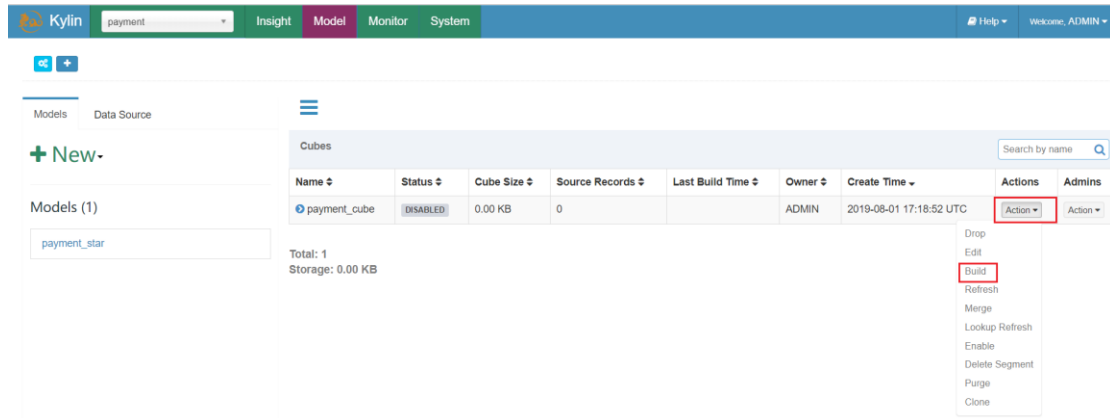 Kylin payment Insight Model Monitor System Help Welcome, ADMIN
Models Data Source
+ New
Cubes Search by name
Name Status Cube Size Source Records Last Build Time Owner Create Time Actions Admins
Models (1)
payment_cube DISABLED 0.00 KB 0 ADMIN 2019-08-01 17:18:52 UTC Action Action
payment_star
Total: 1
Storage: 0.00 KB
Drop
Edit
Build
Refresh
Merge
Lookup Refresh
Enable
Delete Segment
Purge
Clone